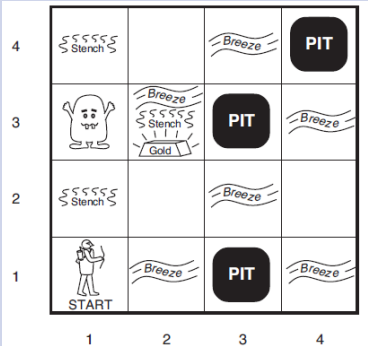 4
Stench
Breeze
PIT
3
Breeze
Stench
Gold
PIT
Breeze
2
Stench
Breeze
1
START
Breeze
PIT
Breeze
1 2 3 4